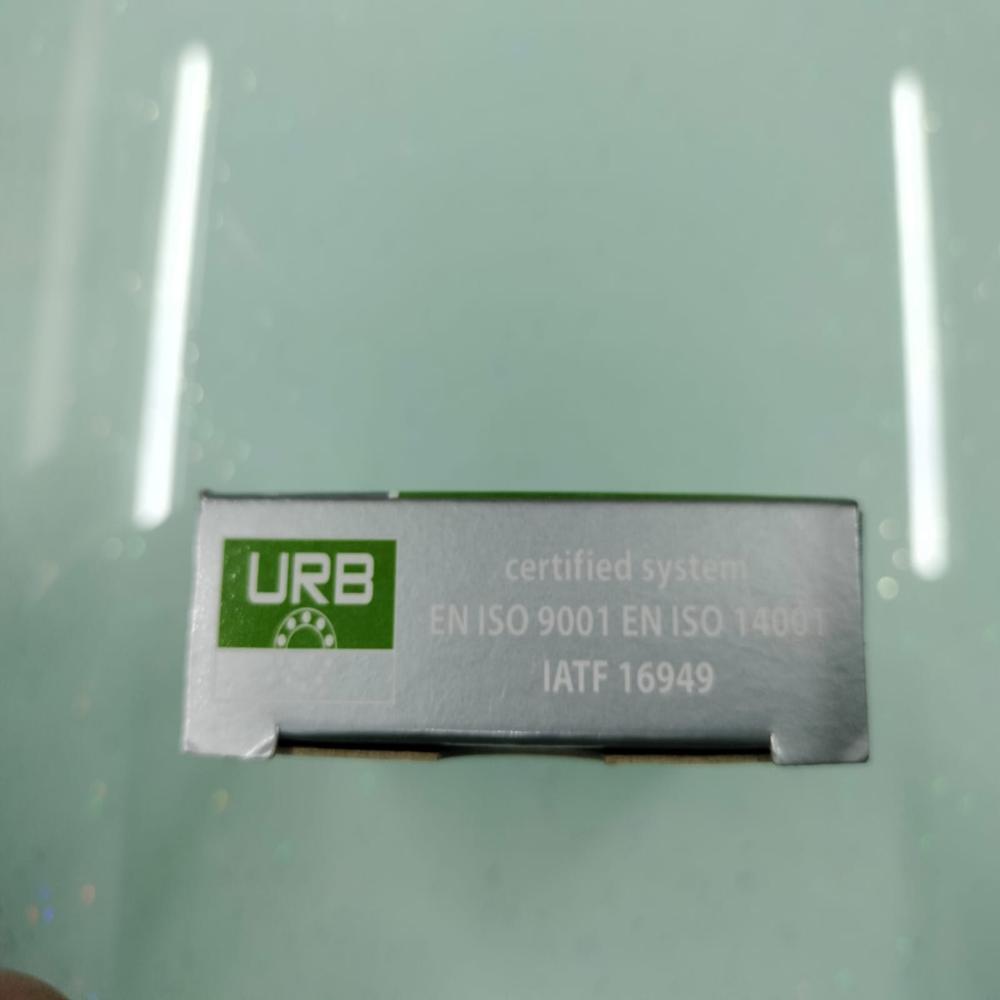 URB
certified system
EN ISO 9001 EN ISO 14001
IATF 16949